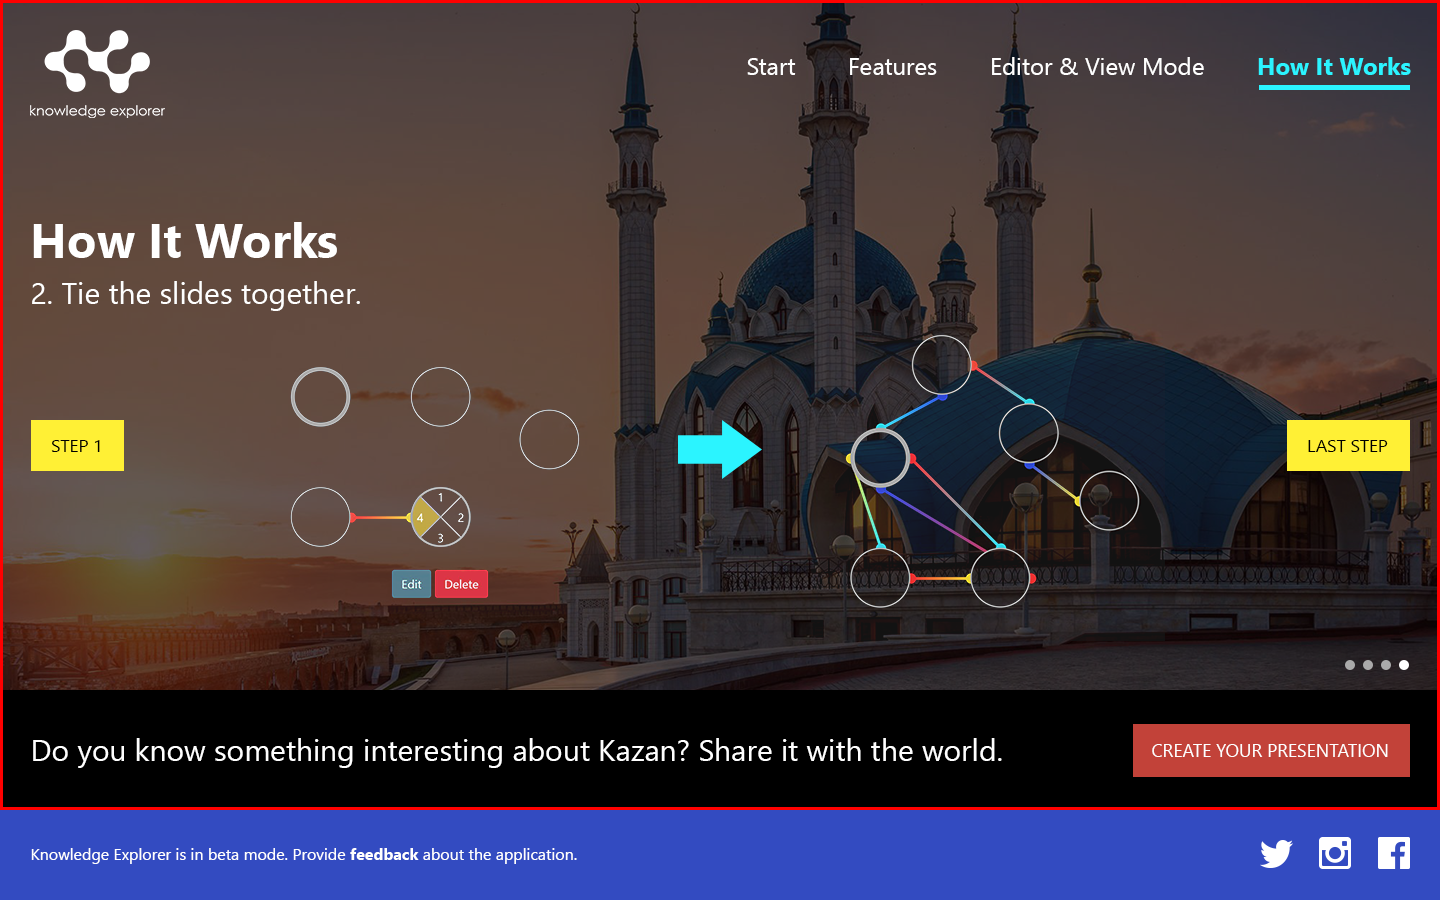 knowledge explorer
Start
Features
Editor & View Mode
How It Works
How It Works
2. Tie the slides together.
STEP 1
1
2
3
4
Edit
Delete
LAST STEP
Do you know something interesting about Kazan? Share it with the world.
CREATE YOUR PRESENTATION
Knowledge Explorer is in beta mode. Provide feedback about the application.